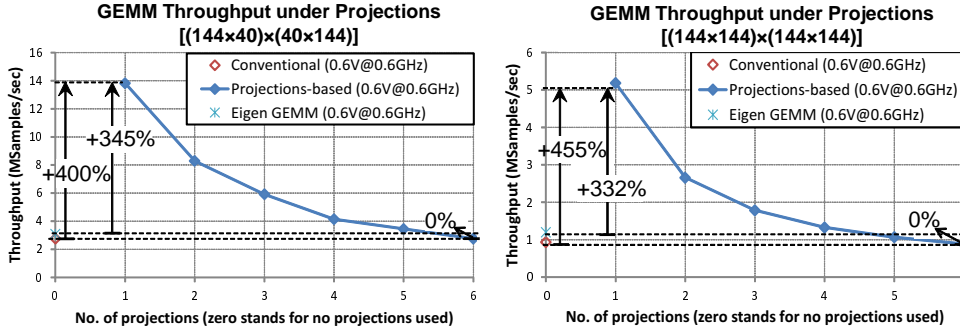 GEMM Throughput under Projections
[(144×40)×(40×144)]
Throughput (MSamples/sec)
16
14
12
10
8
6
4
2
0
Conventional (0.6V@0.6GHz)
Projections-based (0.6V@0.6GHz)
Eigen GEMM (0.6V@0.6GHz)
+345%
+400%
0%
0 1 2 3 4 5 6
No. of projections (zero stands for no projections used)
GEMM Throughput under Projections
[(144×144)×(144×144)]
Throughput (MSamples/sec)
6
5
4
3
2
1
0
Conventional (0.6V@0.6GHz)
Projections-based (0.6V@0.6GHz)
Eigen GEMM (0.6V@0.6GHz)
+455%
+332%
0%
0 1 2 3 4 5
No. of projections (zero stands for no projections used)